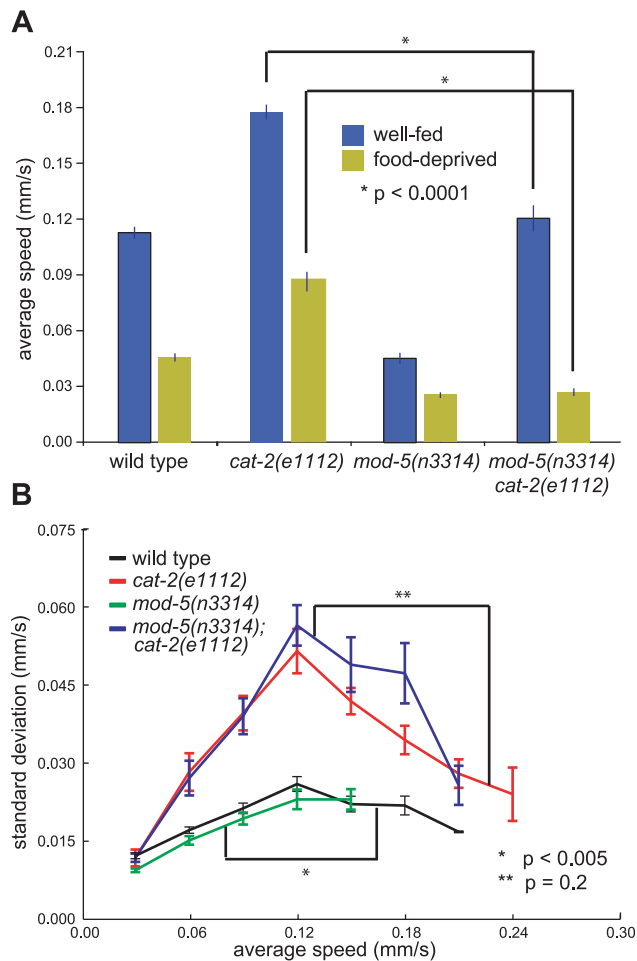 A
0.21
0.18
0.15
0.12
0.09
0.06
0.03
0.00
average speed (mm/s)
*
*
well-fed
food-deprived
* p < 0.0001
wild type
cat-2(e1112)
mod-5(n3314)
mod-5(n3314)
cat-2(e1112)
B
0.075
0.060
0.045
0.030
0.015
0.000
standard deviation (mm/s)
wild type
cat-2(e1112)
mod-5(n3314)
mod-5(n3314);
cat-2(e1112)
**
*
* p < 0.005
** p = 0.2
0.00 0.06 0.12 0.18 0.24 0.30
average speed (mm/s)